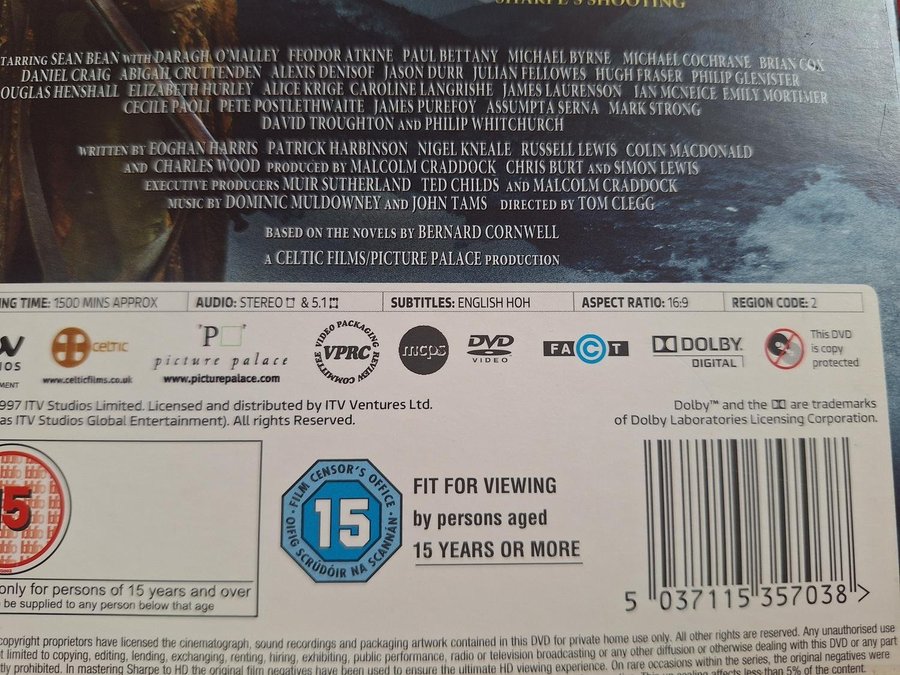 SHARPE'S SHOOTING
STARRING SEAN BEAN WITH DARAGH O'MALLEY FEODOR ATKINE PAUL BETTANY MICHAEL BYRNE MICHAEL COCHRANE BRIAN COX
DANIEL CRAIG ABIGAIL CRUTTENDEN ALEXIS DENISOF JASON DURR JULIAN FELLOWES HUGH FRASER PHILIP GLENISTER
OUGLAS HENSHALL ELIZABETH HURLEY ALICE KRIGE CAROLINE LANGRISHE JAMES LAURENSON IAN MCNEICE EMILY MORTIMER
CECILE PAOLI PETE POSTLETHWAITE JAMES PUREFOY ASSUMPTA SERNA MARK STRONG
DAVID TROUGHTON AND PHILIP WHITCHURCH
WRITTEN BY EOGHAN HARRIS PATRICK HARBINSON NIGEL KNEALE RUSSELL LEWIS COLIN MACDONALD
AND CHARLES WOOD PRODUCED BY MALCOLM CRADDOCK CHRIS BURT AND SIMON LEWIS
EXECUTIVE PRODUCERS MUIR SUTHERLAND TED CHILDS AND MALCOLM CRADDOCK
MUSIC BY DOMINIC MULDOWNEY AND JOHN TAMS DIRECTED BY TOM CLEGG
BASED ON THE NOVELS BY BERNARD CORNWELL
A CELTIC FILMS/PICTURE PALACE PRODUCTION
NG TIME: 1500 MINS APPROX AUDIO: STEREO & 5.1 SUBTITLES: ENGLISH HOH ASPECT RATIO: 16:9 REGION CODE: 2
celtic
www.celticfilms.co.uk
"P"
picture palace
www.picturepalace.com
VIDEO PACKAGING REVIEW COMMITTEE
VPRC
mcps
DVD
VIDEO
FACT
DOLBY
DIGITAL
This DVD
is copy
protected
1997 ITV Studios Limited. Licensed and distributed by ITV Ventures Ltd.
as ITV Studios Global Entertainment). All rights Reserved.
Dolby™ and the DD are trademarks
of Dolby Laboratories Licensing Corporation.
15
only for persons of 15 years and over
be supplied to any person below that age
FILM CENSOR'S OFFICE
15
OIFIG SCRÚDÓIR NA SCANNÁN
FIT FOR VIEWING
by persons aged
15 YEARS OR MORE
5 037115 357038 >
copyright proprietors have licensed the cinematograph, sound recordings and packaging artwork contained in this DVD for private home use only. All other rights are reserved. Any unauthorised use
t limited to copying, editing, lending, exchanging, renting, hiring, exhibiting, public performance, radio or television broadcasting or any other diffusion or otherwise dealing with this DVD or any part
tly prohibited. In mastering Sharpe to HD the original film negatives have been used to ensure the ultimate HD viewing experience. On rare occasions within the series, the original negatives were
affects less than 5% of the content.